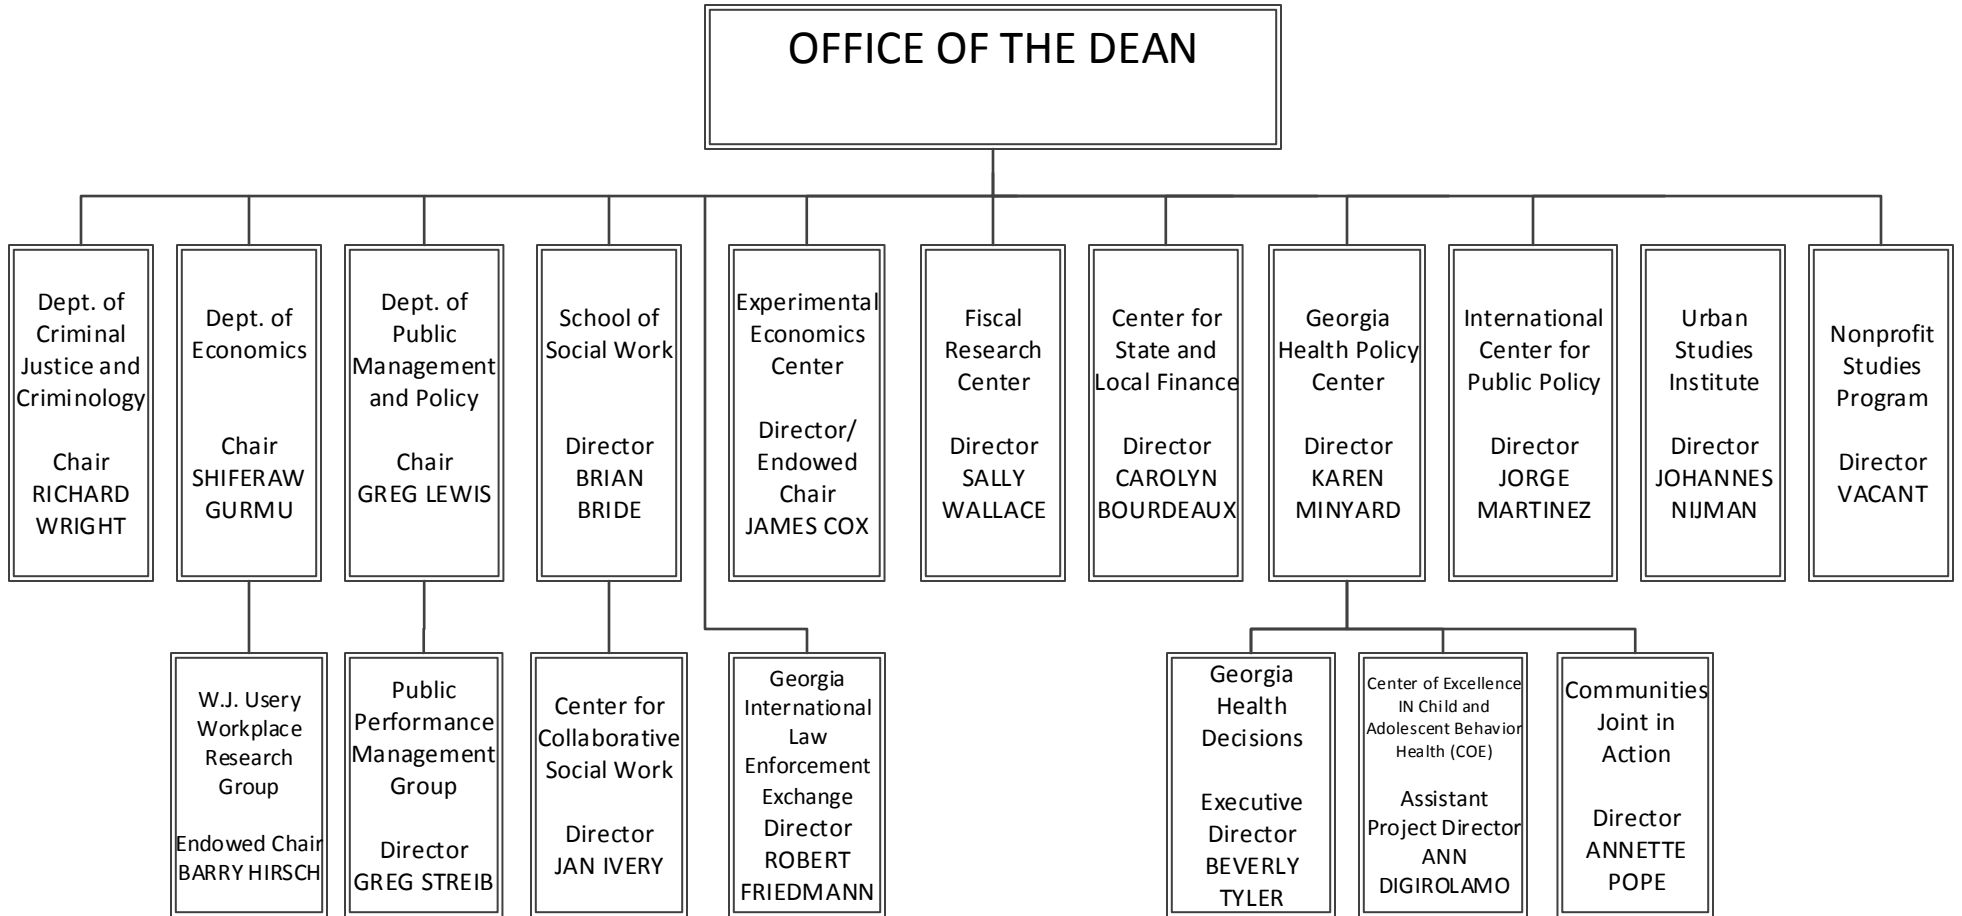 OFFICE OF THE DEAN
Dept. of
Criminal
Justice and
Criminology
Chair
RICHARD
WRIGHT
Dept. of
Economics
Chair
SHIFERAW
GURMU
Dept. of
Public
Management
and Policy
Chair
GREG LEWIS
School of
Social Work
Director
BRIAN
BRIDE
Experimental
Economics
Center
Director/
Endowed
Chair
JAMES COX
Fiscal
Research
Center
Director
SALLY
WALLACE
Center for
State and
Local Finance
Director
CAROLYN
BOURDEAUX
Georgia
Health Policy
Center
Director
KAREN
MINYARD
International
Center for
Public Policy
Director
JORGE
MARTINEZ
Urban
Studies
Institute
Director
JOHANNES
NIJMAN
Nonprofit
Studies
Program
Director
VACANT
W.J. Usery
Workplace
Research
Group
Endowed Chair
BARRY HIRSCH
Public
Performance
Management
Group
Director
GREG STREIB
Center for
Collaborative
Social Work
Director
JAN IVERY
Georgia
International
Law
Enforcement
Exchange
Director
ROBERT
FRIEDMANN
Georgia
Health
Decisions
Executive
Director
BEVERLY
TYLER
Center of Excellence
IN Child and
Adolescent Behavior
Health (COE)
Assistant
Project Director
ANN
DIGIROLAMO
Communities
Joint in
Action
Director
ANNETTE
POPE